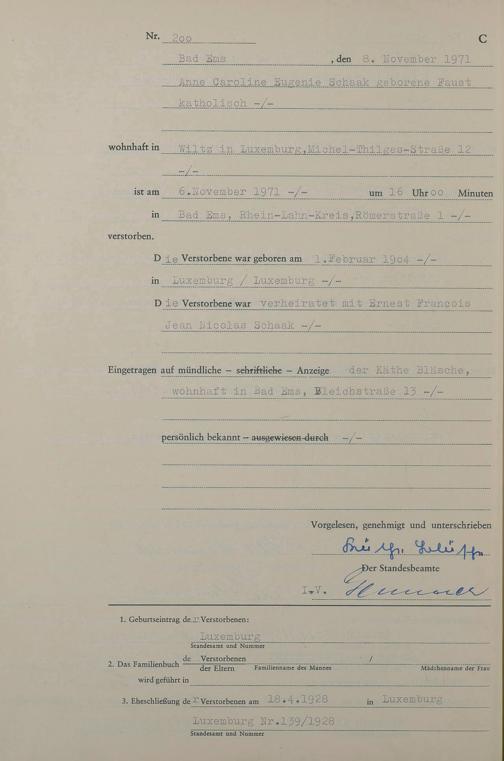 Nr. 200 C
Bad Ems , den 8. November 1971
Anne Caroline Eugenie Schaak geborene Faust
katholisch -/-
wohnhaft in Wiltz in Luxemburg,Michel-Thilges-Straße 12
-/-
ist am 6.November 1971 -/- um 16 Uhr 00 Minuten
in Bad Ems, Rhein-Lahn-Kreis,Römerstraße 1 -/-
verstorben.
Die Verstorbene war geboren am 1.Februar 1904 -/-
in Luxemburg / Luxemburg -/-
Die Verstorbene war verheiratet mit Ernest François
Jean Nicolas Schaak -/-
Eingetragen auf mündliche – schriftliche – Anzeige der Käthe Bläsche,
wohnhaft in Bad Ems, Bleichstraße 13 -/-
persönlich bekannt – ausgewiesen durch -/-
Vorgelesen, genehmigt und unterschrieben
Der Standesbeamte
I.V.
1. Geburtseintrag der Verstorbenen:
Luxemburg
Standesamt und Nummer
2. Das Familienbuch de Verstorbenen /
der Eltern Familienname des Mannes Mädchenname der Frau
wird geführt in
3. Eheschließung der Verstorbenen am 18.4.1928 in Luxemburg
Luxemburg Nr.139/1928
Standesamt und Nummer